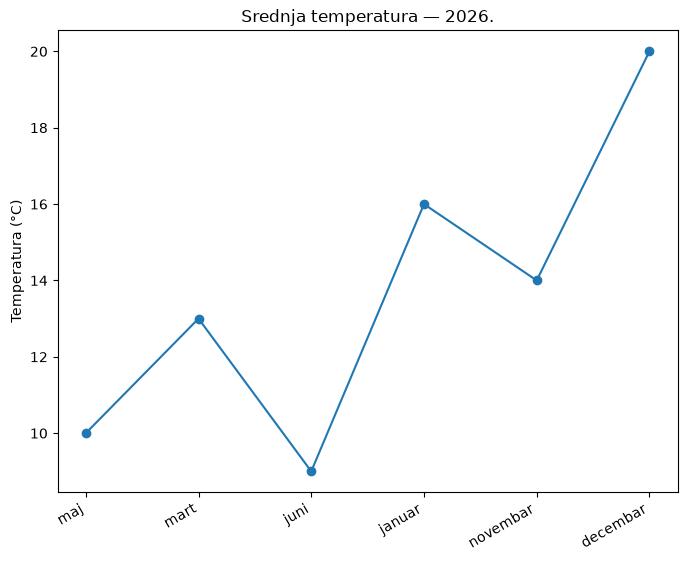 Srednja temperatura — 2026.
Temperatura (°C)
20
18
16
14
12
10
maj
mart
juni
januar
novembar
decembar